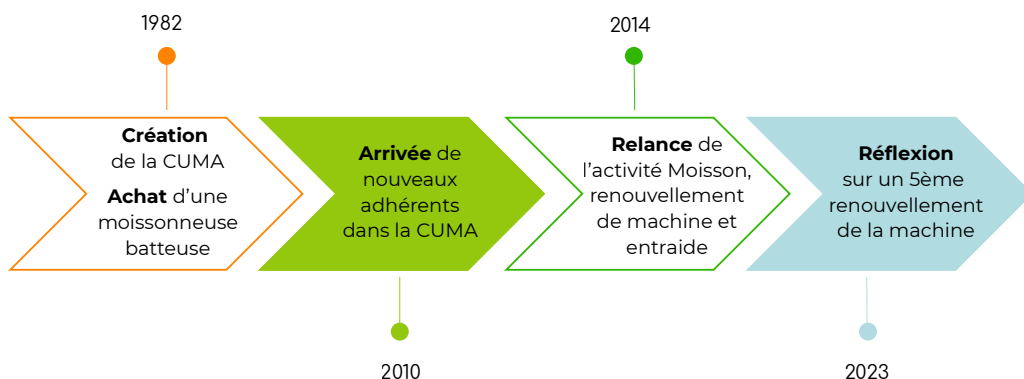 1982
Création
de la CUMA
Achat d'une
moissonneuse
batteuse
Arrivée de
nouveaux
adhérents
dans la CUMA
2010
2014
Relance de
l'activité Moisson,
renouvellement
de machine et
entraide
Réflexion
sur un 5ème
renouvellement
de la machine
2023